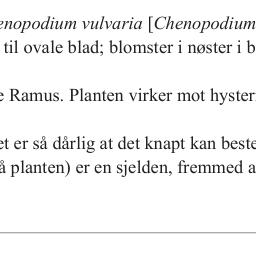 enopodium vulvaria [Chenopodium
til ovale blad; blomster i nøster i b
e Ramus. Planten virker mot hyster
et er så dårlig at det knapt kan beste
å planten) er en sjelden, fremmed a